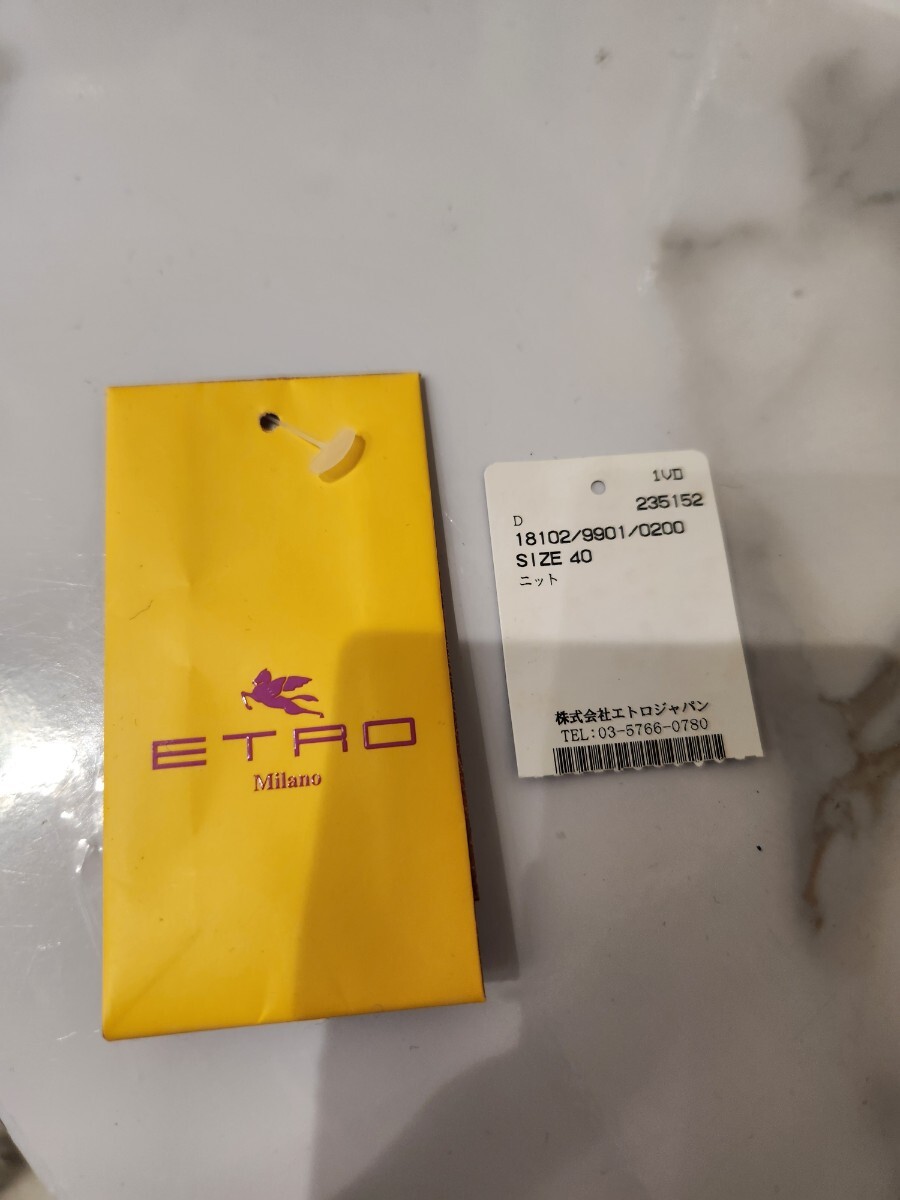 ETRO
Milano
1VD
235152
D
18102/9901/0200
SIZE 40
ニット
株式会社エトロジャパン
TEL:03-5766-0780